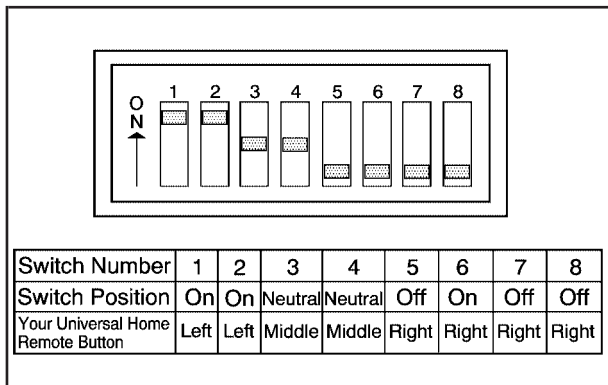 1 2 3 4 5 6 7 8
O
N
Switch Number 1 2 3 4 5 6 7 8
Switch Position On On Neutral Neutral Off On Off Off
Your Universal Home
Remote Button Left Left Middle Middle Right Right Right Right